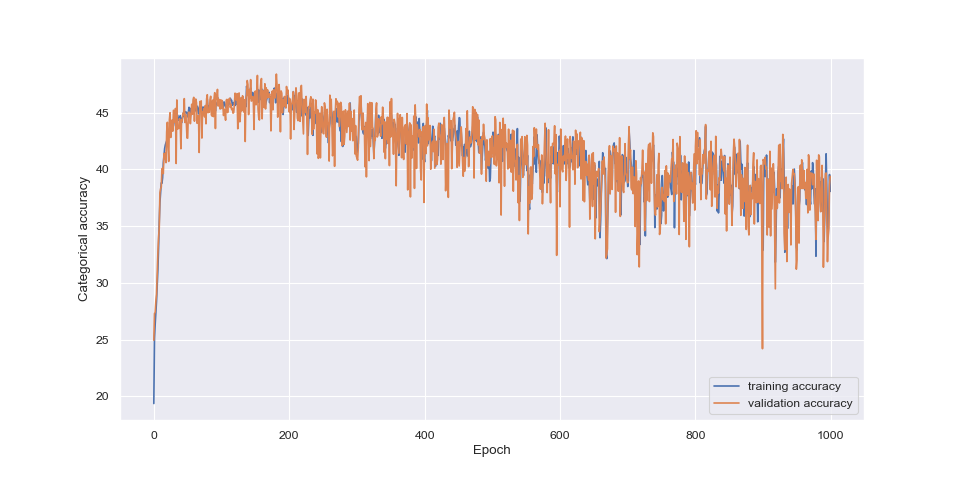 Categorical accuracy
45
40
35
30
25
20
0 200 400 600 800 1000
Epoch
training accuracy
validation accuracy